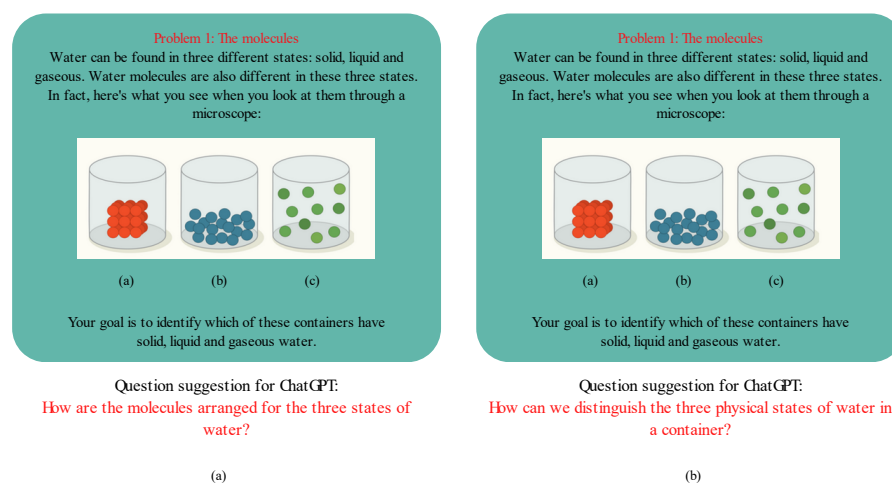 Problem 1: The molecules
Water can be found in three different states: solid, liquid and
gaseous. Water molecules are also different in these three states.
In fact, here's what you see when you look at them through a
microscope:
(a)
(b)
(c)
Your goal is to identify which of these containers have
solid, liquid and gaseous water.
Question suggestion for ChatGPT:
How are the molecules arranged for the three states of
water?
(a)
Problem 1: The molecules
Water can be found in three different states: solid, liquid and
gaseous. Water molecules are also different in these three states.
In fact, here's what you see when you look at them through a
microscope:
(a)
(b)
(c)
Your goal is to identify which of these containers have
solid, liquid and gaseous water.
Question suggestion for ChatGPT:
How can we distinguish the three physical states of water in
a container?
(b)